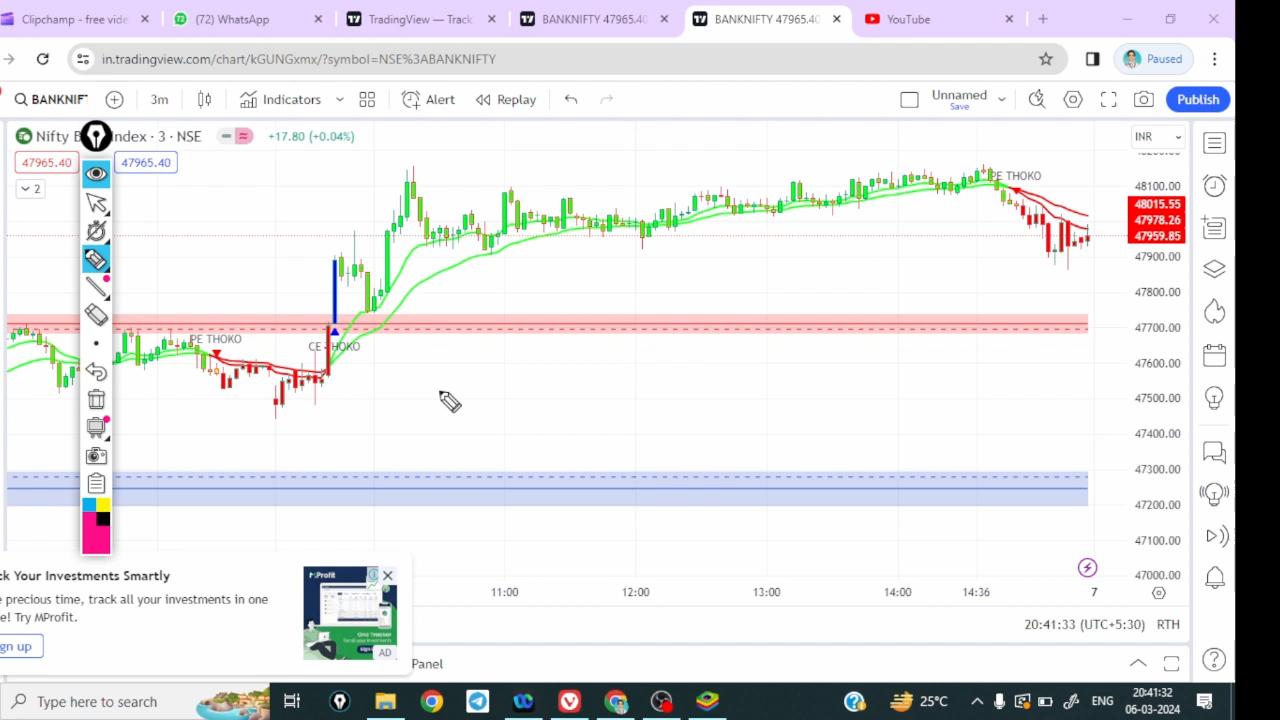 Clipchamp - free vide
(72) WhatsApp
TradingView — Track
BANKNIFTY 47965.40
BANKNIFTY 47965.40
YouTube
in.tradingview.com/chart/kGUNGxmx/?symbol=NSE%3ABANKNIFTY
Paused
BANKNIF
3m
Indicators
Alert
Replay
Unnamed
Save
Publish
Nifty B
Index · 3 · NSE
+17.80 (+0.04%)
INR
47965.40
47965.40
2
PE THOKO
CE THOKO
PE THOKO
48100.00
48015.55
47978.26
47959.85
47900.00
47800.00
47700.00
47600.00
47500.00
47400.00
47300.00
47200.00
47100.00
47000.00
11:00
12:00
13:00
14:00
14:36
7
20:41:33 (UTC+5:30)
RTH
ck Your Investments Smartly
e precious time, track all your investments in one
e! Try MProfit.
gn up
MProfit
AD
Panel
Type here to search
25°C
ENG
20:41:32
06-03-2024